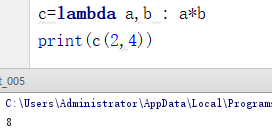 c=lambda a,b : a*b
print(c(2,4))
t_005
C:\Users\Administrator\AppData\Local\Programs
8